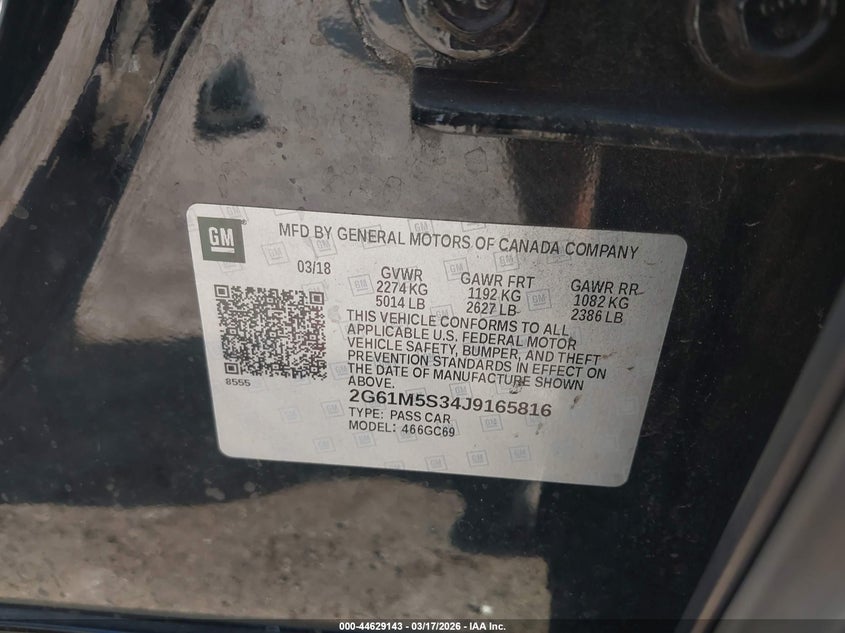 GM
MFD BY GENERAL MOTORS OF CANADA COMPANY
03/18
GVWR
2274 KG
5014 LB
GAWR FRT
1192 KG
2627 LB
GAWR RR
1082 KG
2386 LB
THIS VEHICLE CONFORMS TO ALL
APPLICABLE U.S. FEDERAL MOTOR
VEHICLE SAFETY, BUMPER, AND THEFT
PREVENTION STANDARDS IN EFFECT ON
THE DATE OF MANUFACTURE SHOWN
ABOVE.
8555
2G61M5S34J9165816
TYPE: PASS CAR
MODEL: 466GC69
000-44629143 - 03/17/2026 - IAA Inc.